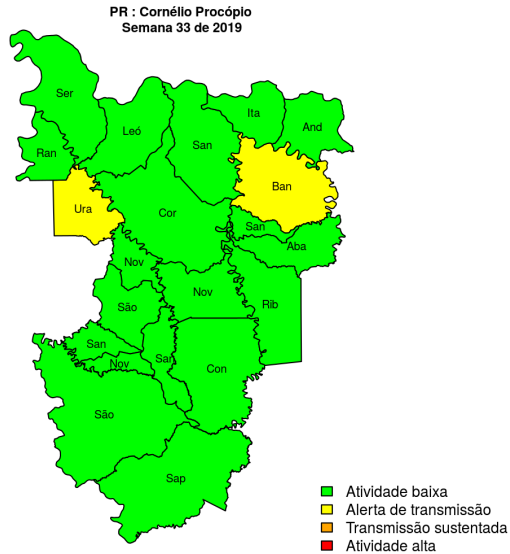 PR : Cornélio Procópio
Semana 33 de 2019
Ser
Ita
Leó
And
San
Ran
Ban
Ura
Cor
San
Aba
Nov
Nov
São
Rib
San
San
Nov
Con
São
Sap
Atividade baixa
Alerta de transmissão
Transmissão sustentada
Atividade alta